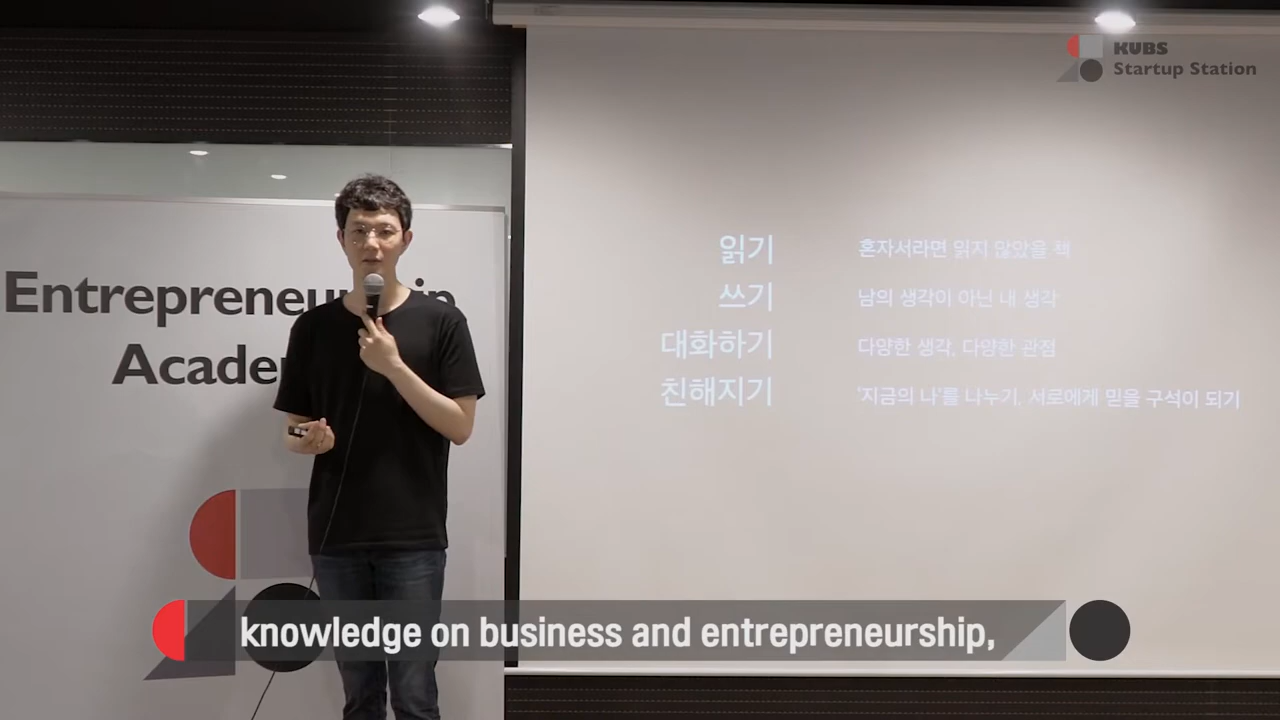 KUBS
Startup Station
Entrepreneurship
Academy
읽기 혼자서라면 읽지 않았을 책
쓰기 남의 생각이 아닌 내 생각
대화하기 다양한 생각, 다양한 관점
친해지기 '지금의 나'를 나누기, 서로에게 믿을 구석이 되기
knowledge on business and entrepreneurship,